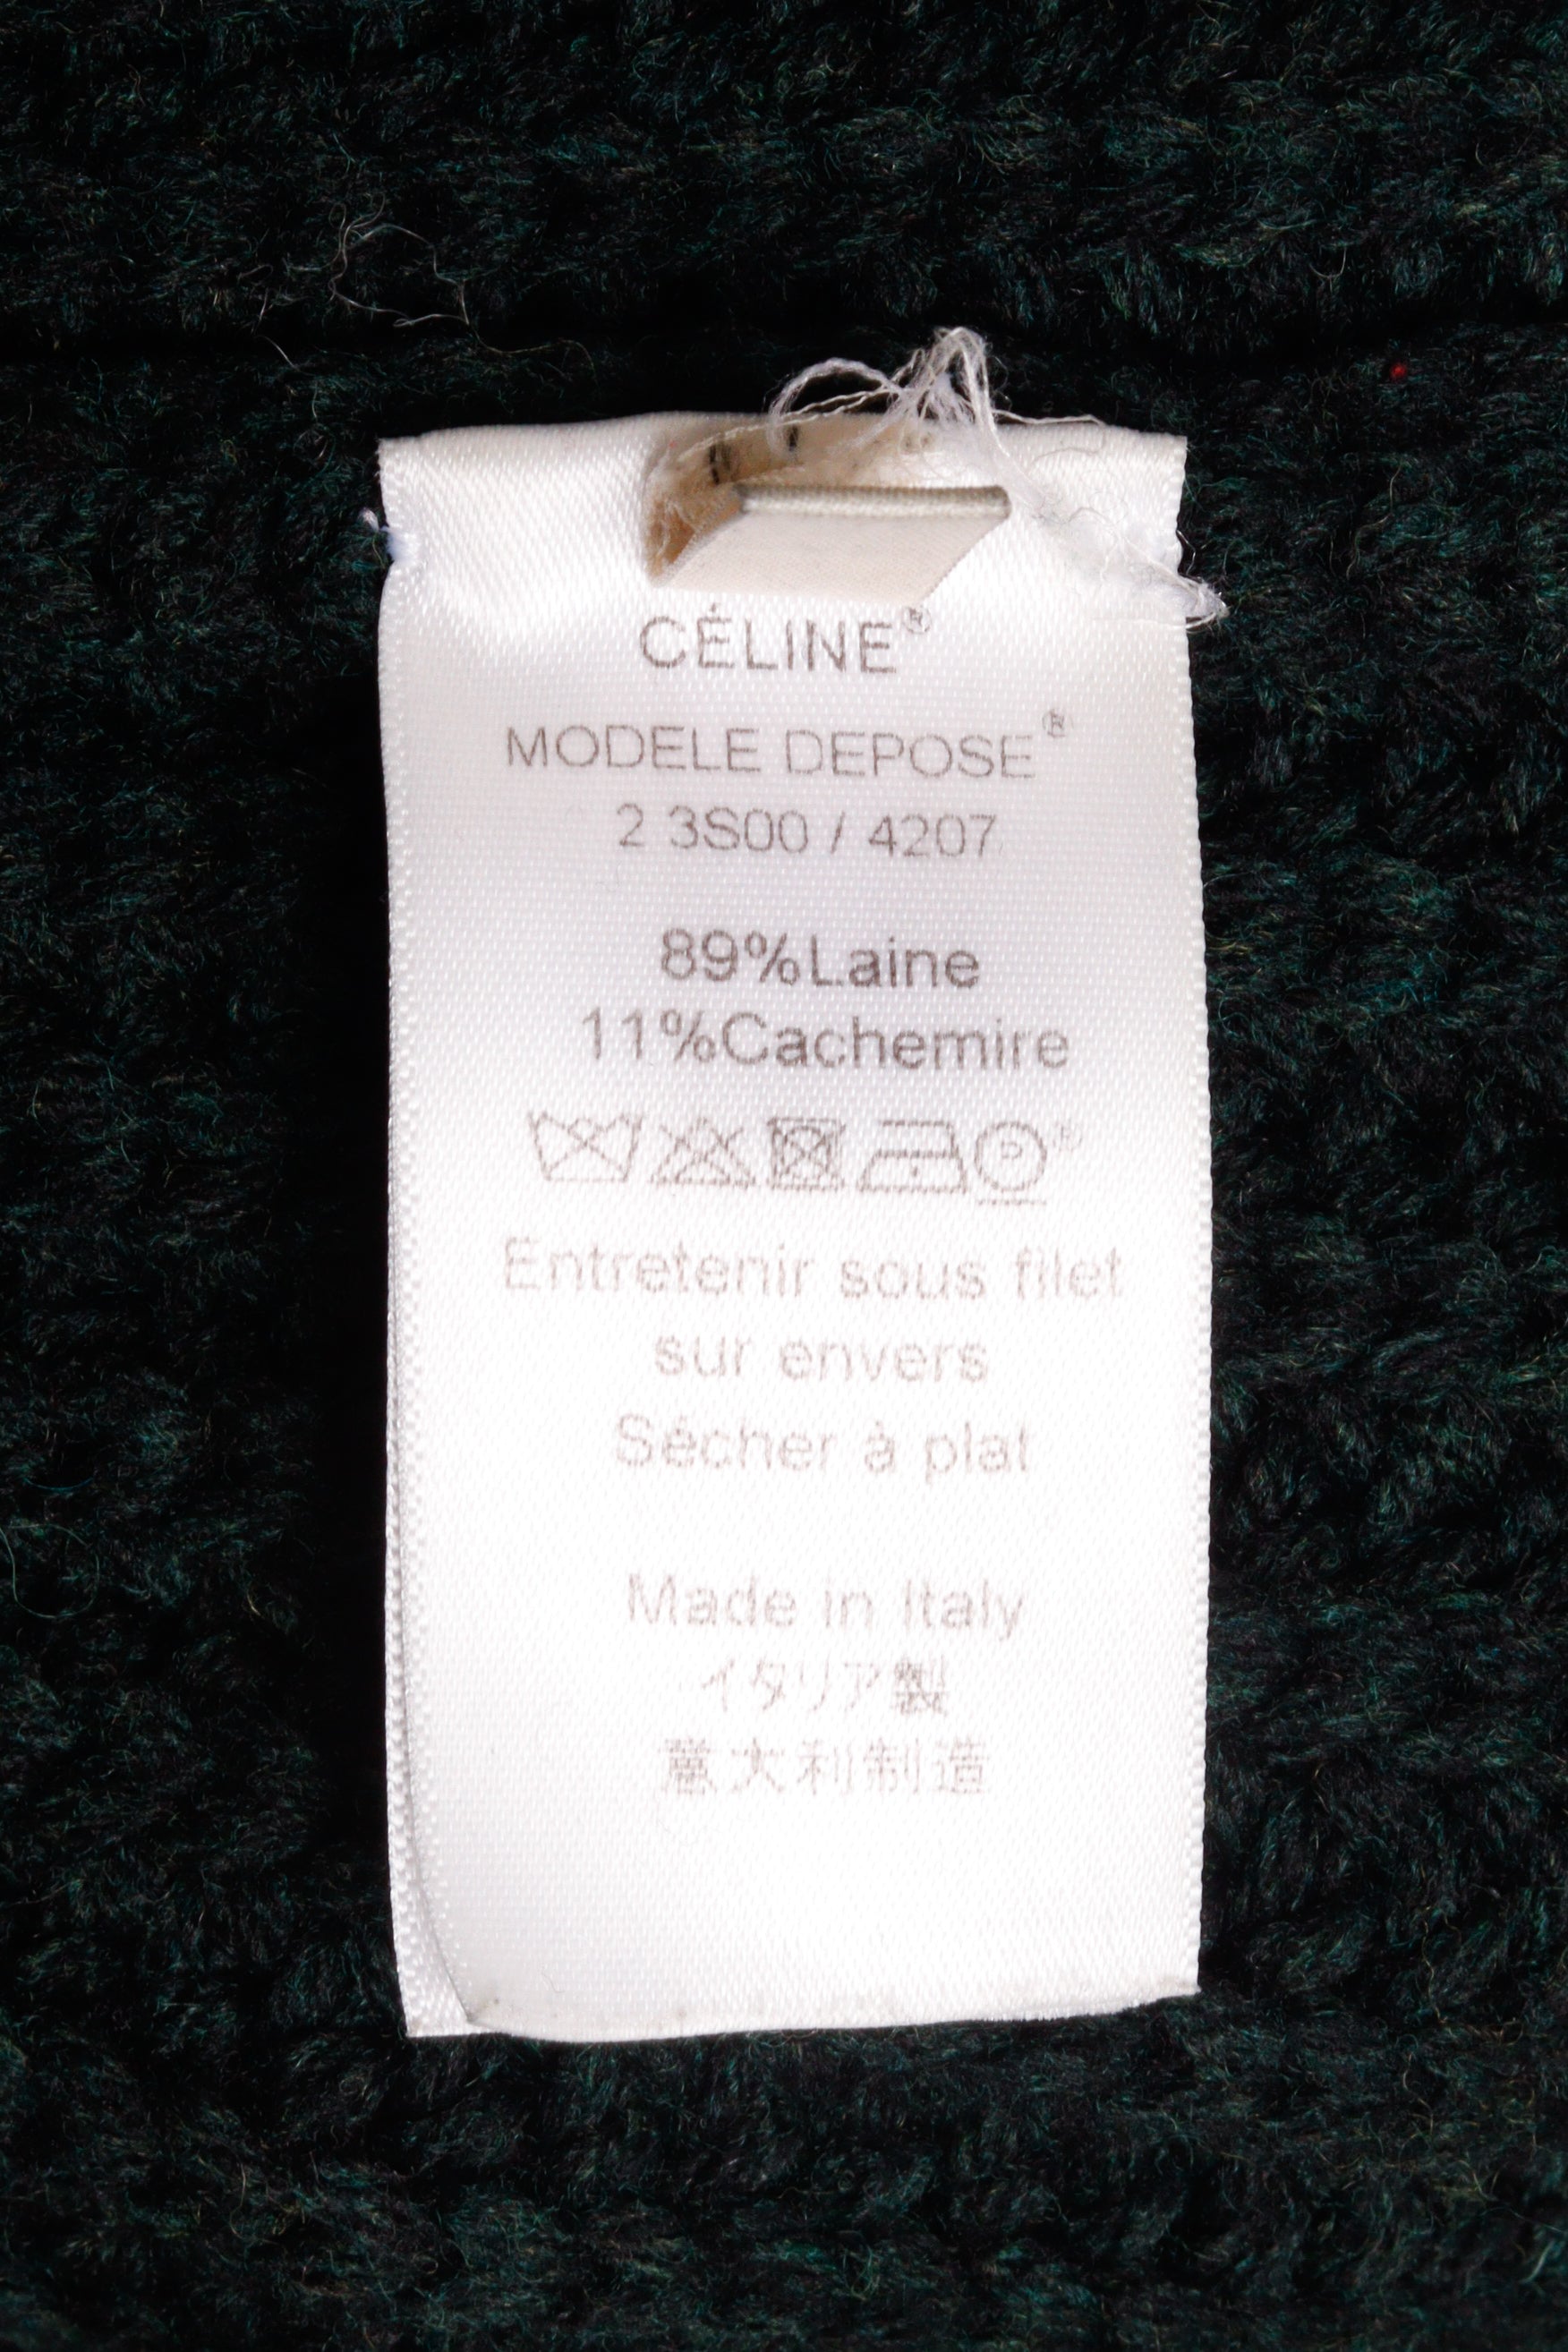 CÉLINE®
MODELE DEPOSE®
2 3S00 / 4207
89%Laine
11%Cachemire
P®
Entretenir sous filet
sur envers
Sécher à plat
Made in Italy
イタリア製
意大利制造